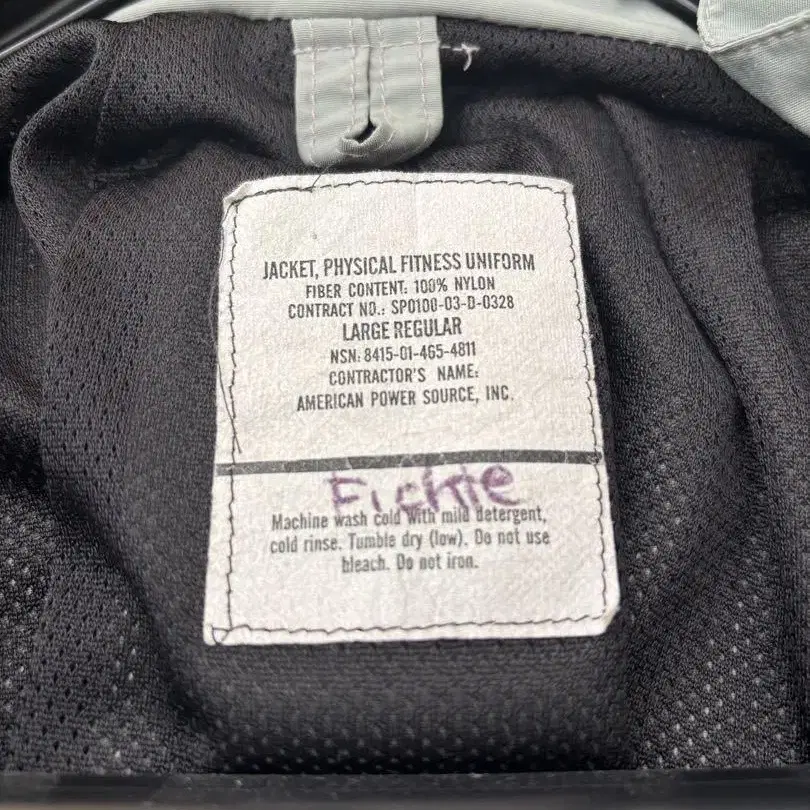 JACKET, PHYSICAL FITNESS UNIFORM
FIBER CONTENT. 100% NYLON
CONTRACT NO.: SP0100-03-D-0328
LARGE REGULAR
NSN: 8415-01-465-4811
CONTRACTOR'S NAME:
AMERICAN POWER SOURCE, INC.
Machine wash cold with mild detergent,
cold rinse. Tumble dry (low). Do not use
bleach. Do not iron.